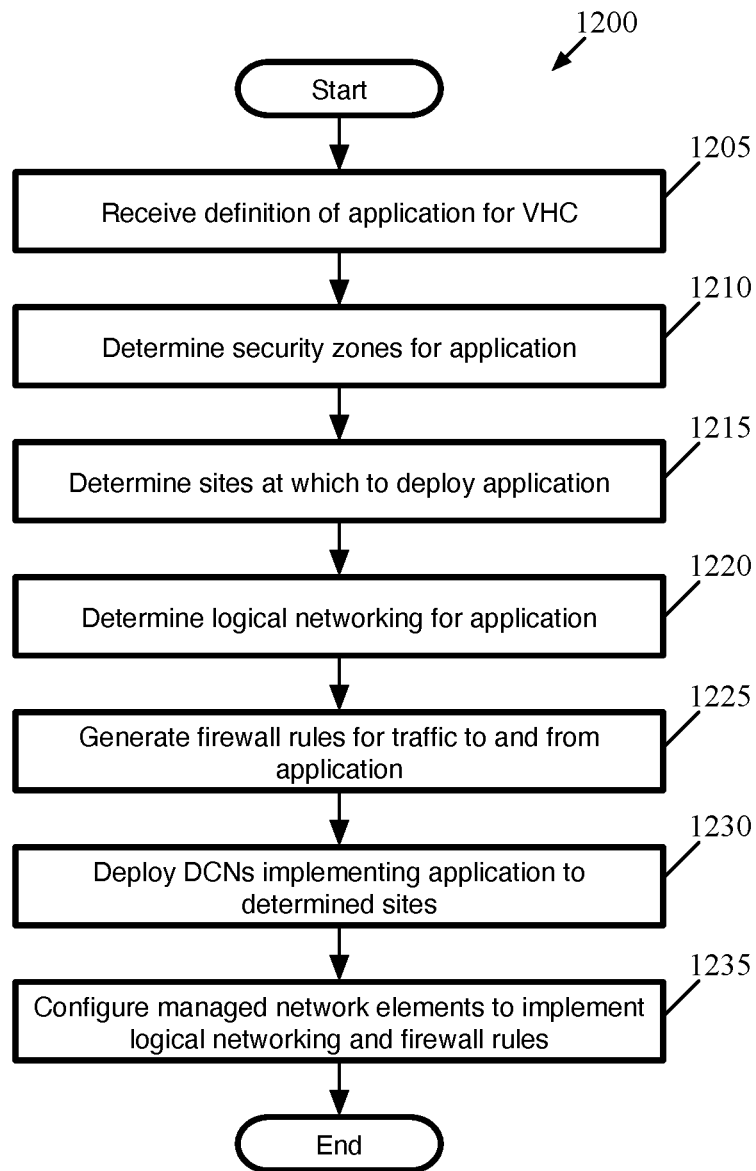 1200
Start
1205
Receive definition of application for VHC
1210
Determine security zones for application
1215
Determine sites at which to deploy application
1220
Determine logical networking for application
1225
Generate firewall rules for traffic to and from
application
1230
Deploy DCNs implementing application to
determined sites
1235
Configure managed network elements to implement
logical networking and firewall rules
End